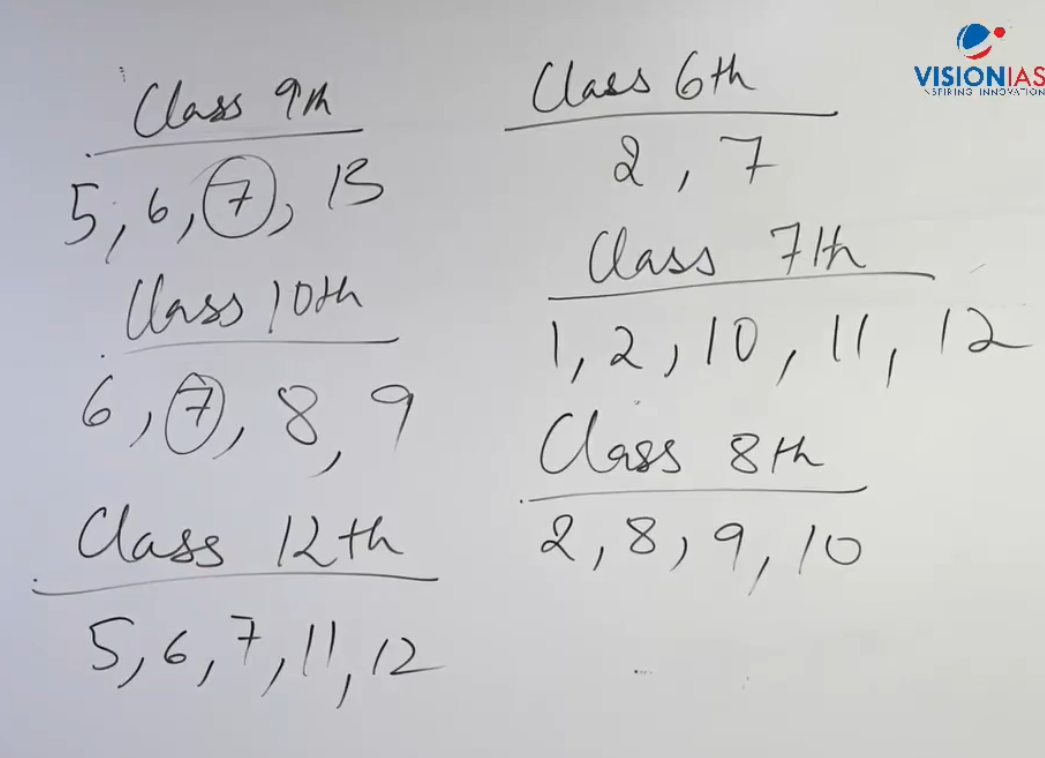 Class 9th
5, 6, 7, 13
Class 10th
6, 7, 8, 9
Class 12th
5, 6, 7, 11, 12
VISIONIAS
INSPIRING INNOVATION
Class 6th
2, 7
Class 7th
1, 2, 10, 11, 12
Class 8th
2, 8, 9, 10